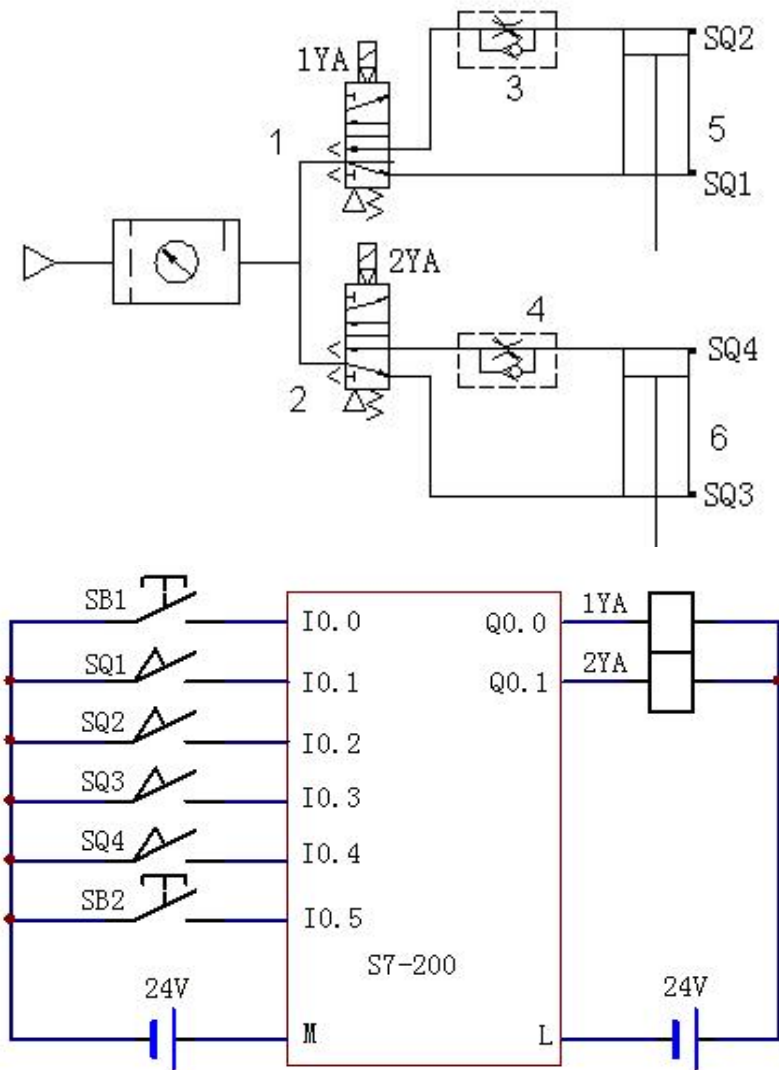 SQ2
1YA
3
1
5
SQ1
2YA
4
SQ4
2
6
SQ3
SB1 I0.0 Q0.0 1YA
SQ1 I0.1 Q0.1 2YA
SQ2 I0.2
SQ3 I0.3
SQ4 I0.4
SB2 I0.5
S7-200
24V 24V
M L